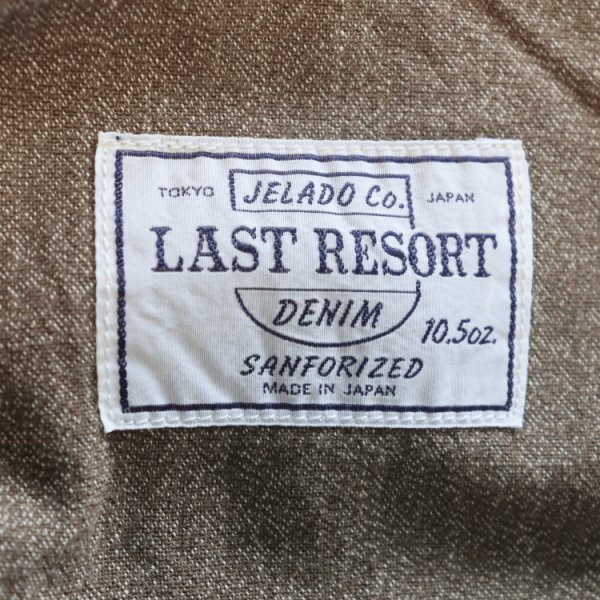 TOKYO JELADO Co. JAPAN
LAST RESORT
DENIM 10.5oz.
SANFORIZED
MADE IN JAPAN